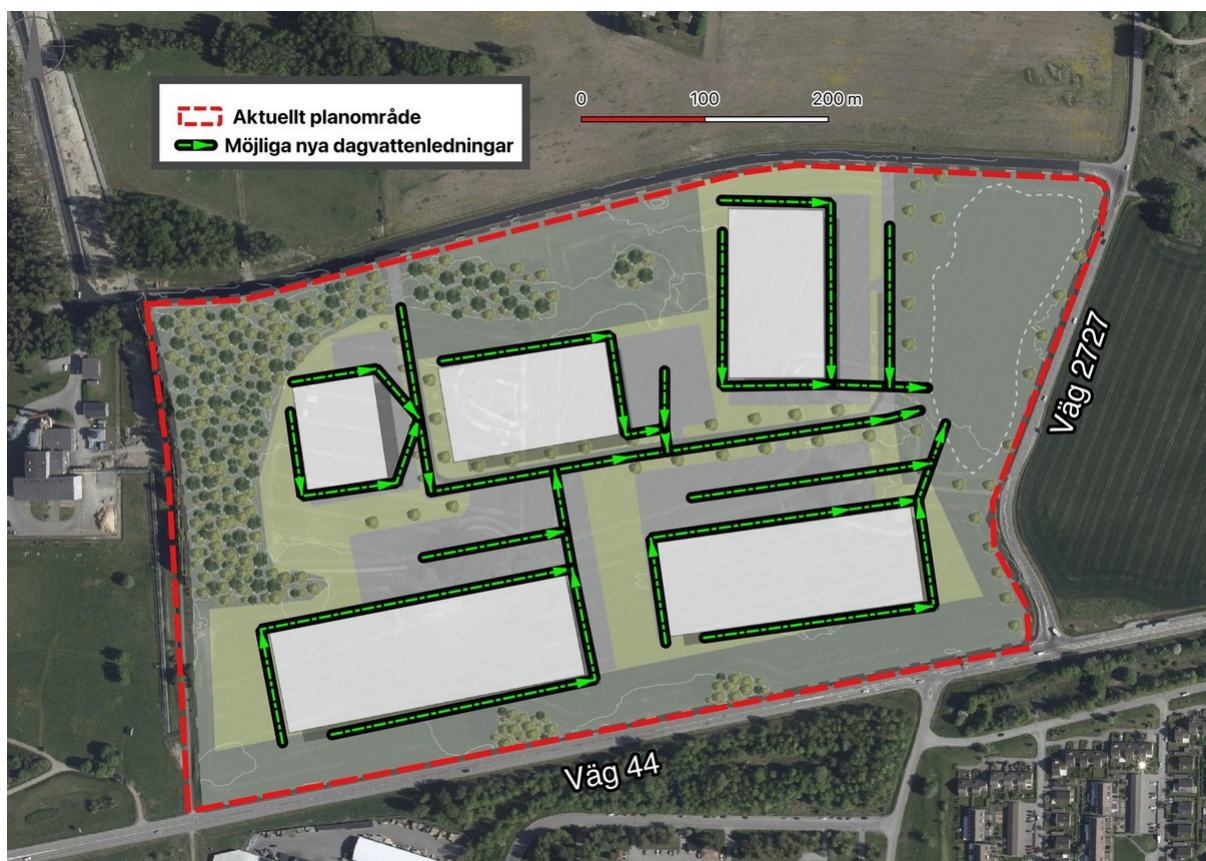 0 100 200 m
Aktuellt planområde
Möjliga nya dagvattenledningar
Väg 2727
Väg 44